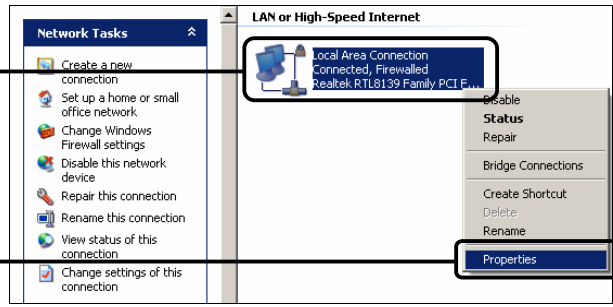 Network Tasks
Create a new
connection
Set up a home or small
office network
Change Windows
Firewall settings
Disable this network
device
Repair this connection
Rename this connection
View status of this
connection
Change settings of this
connection
LAN or High-Speed Internet
Local Area Connection
Connected, Firewalled
Realtek RTL8139 Family PCI F...
Disable
Status
Repair
Bridge Connections
Create Shortcut
Delete
Rename
Properties